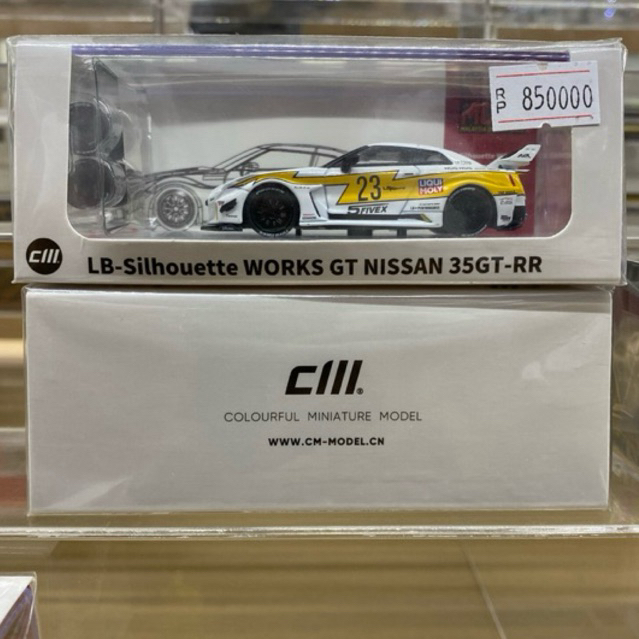 RP 850000
23
LIQUI MOLY
5FIVEX
CM
LB-Silhouette WORKS GT NISSAN 35GT-RR
CM®
COLOURFUL MINIATURE MODEL
WWW.CM-MODEL.CN